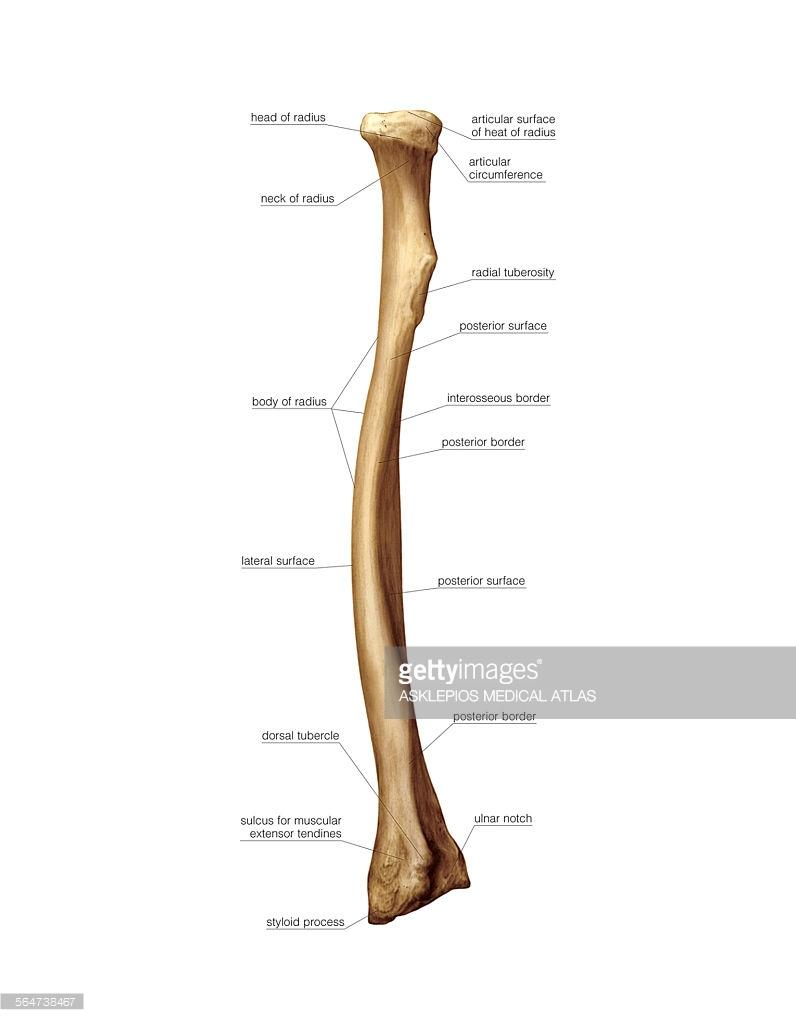 head of radius
articular surface
of heat of radius
articular
circumference
neck of radius
radial tuberosity
posterior surface
body of radius
interosseous border
posterior border
lateral surface
posterior surface
gettyimages®
ASKLEPIOS MEDICAL ATLAS
posterior border
dorsal tubercle
sulcus for muscular
extensor tendines
ulnar notch
styloid process
564738467